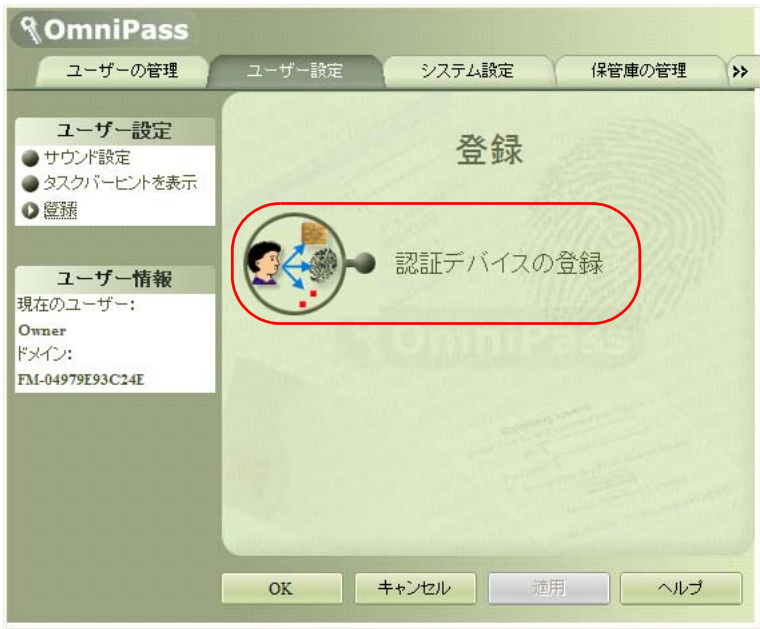 OmniPass
ユーザーの管理
ユーザー設定
システム設定
保管庫の管理
»
ユーザー設定
サウンド設定
タスクバーヒントを表示
登録
ユーザー情報
現在のユーザー:
Owner
ドメイン:
FM-04979E93C24E
登録
認証デバイスの登録
OmniPass
OK
キャンセル
適用
ヘルプ